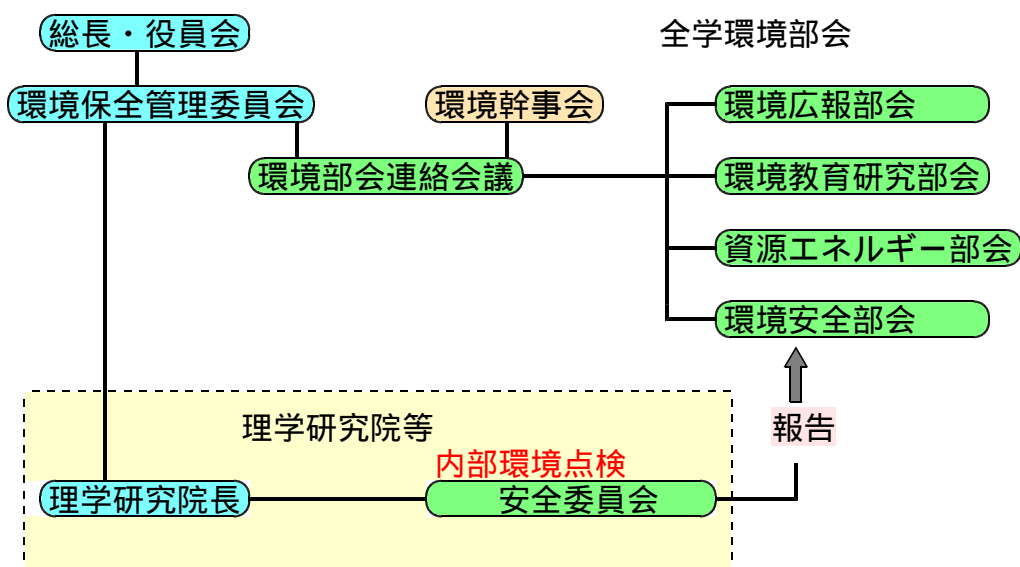 総長・役員会
全学環境部会
環境保全管理委員会
環境幹事会
環境広報部会
環境部会連絡会議
環境教育研究部会
資源エネルギー部会
環境安全部会
理学研究院等
報告
内部環境点検
理学研究院長
安全委員会